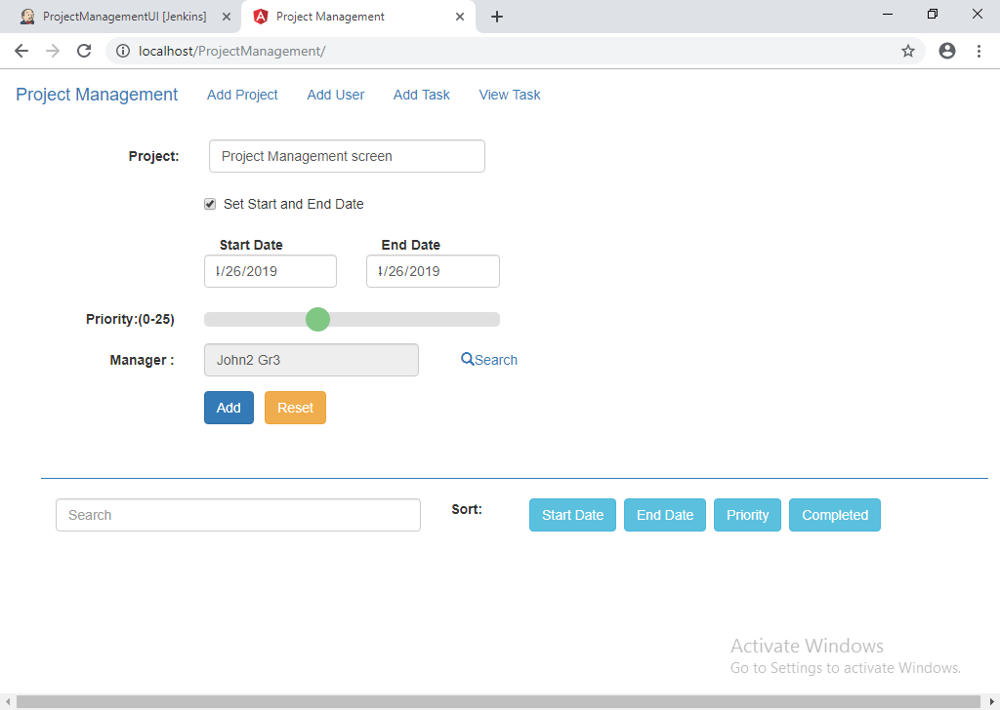 ProjectManagementUI [Jenkins] Project Management
localhost/ProjectManagement/
Project Management Add Project Add User Add Task View Task
Project: Project Management screen
Set Start and End Date
Start Date End Date
/26/2019 /26/2019
Priority:(0-25)
Manager : John2 Gr3 Search
Add Reset
Search Sort: Start Date End Date Priority Completed
Activate Windows
Go to Settings to activate Windows.